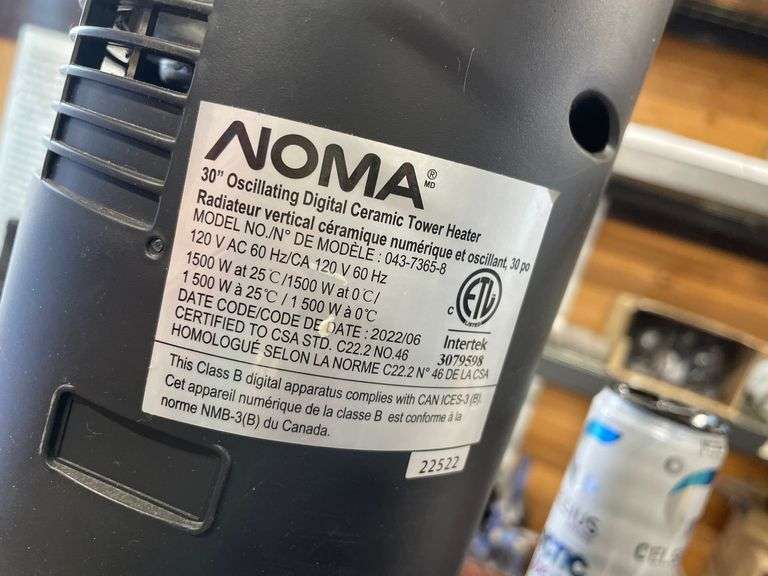 NOMA® MD
30" Oscillating Digital Ceramic Tower Heater
Radiateur vertical céramique numérique et oscillant, 30 po
MODEL NO./N° DE MODÈLE : 043-7365-8
120 V AC 60 Hz/CA 120 V 60 Hz
1500 W at 25℃/1500 W at 0℃/
1 500 W à 25℃ / 1 500 W à 0℃
DATE CODE/CODE DE DATE : 2022/06
CERTIFIED TO CSA STD. C22.2 NO.46
HOMOLOGUÉ SELON LA NORME C22.2 N° 46 DE LA CSA
C ETL LISTED
Intertek
3079598
This Class B digital apparatus complies with CAN ICES-3 (B).
Cet appareil numérique de la classe B est conforme à la
norme NMB-3(B) du Canada.
22522